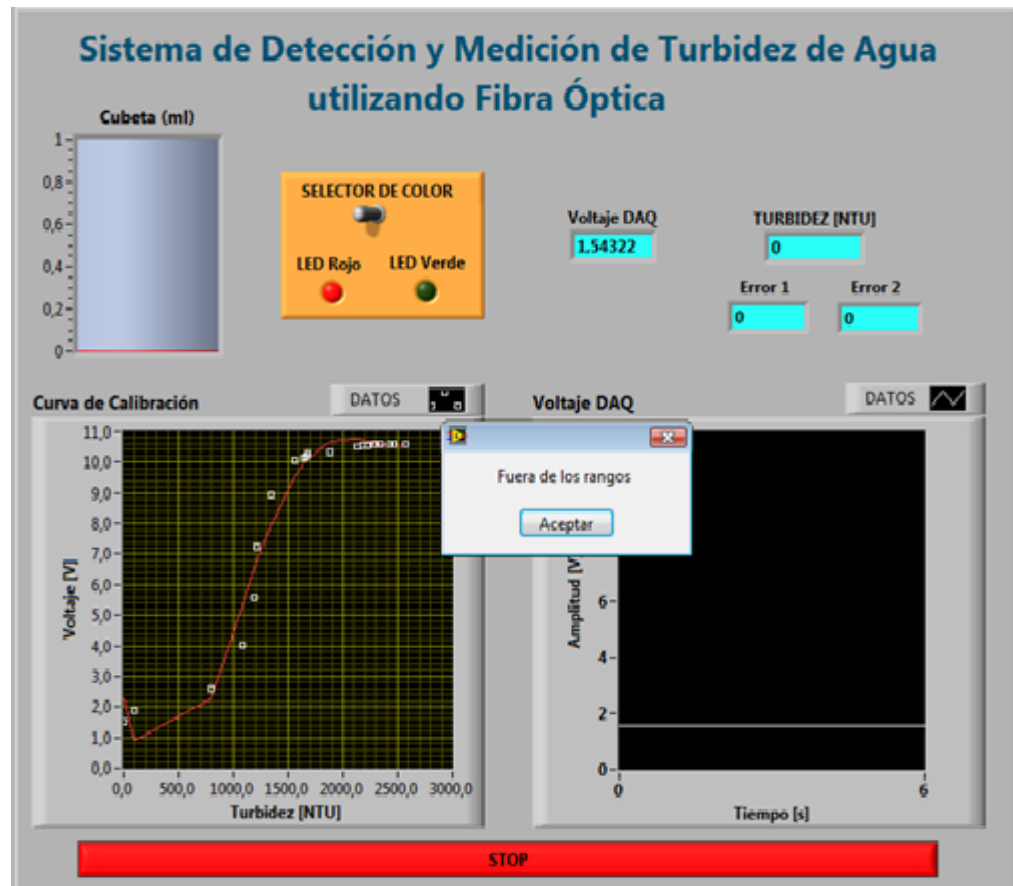 Sistema de Detección y Medición de Turbidez de Agua
utilizando Fibra Óptica
Cubeta (ml)
1
0,8
0,6
0,4
0,2
0
SELECTOR DE COLOR
LED Rojo LED Verde
Voltaje DAQ
1,54322
TURBIDEZ [NTU]
0
Error 1 Error 2
0 0
Curva de Calibración
DATOS
11,0
10,0
9,0
8,0
7,0
6,0
5,0
4,0
3,0
2,0
1,0
0,0
Voltaje [V]
0,0 500,0 1000,0 1500,0 2000,0 2500,0 3000,0
Turbidez [NTU]
Voltaje DAQ
DATOS
Fuera de los rangos
Aceptar
Amplitud [V]
6
4
2
0
0 6
Tiempo [s]
STOP